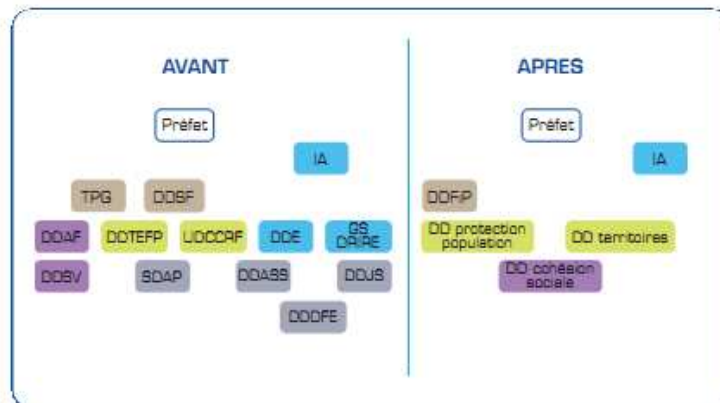 AVANT
Préfet
IA
TPG DDSF
DDAF DDTEFP UDCCRF DDE GS DRIRE
DDSV SDAP DDASS DDJS
DDDFE
APRES
Préfet
IA
DDFiP
DD protection
population
DD territoires
DD cohésion
sociale